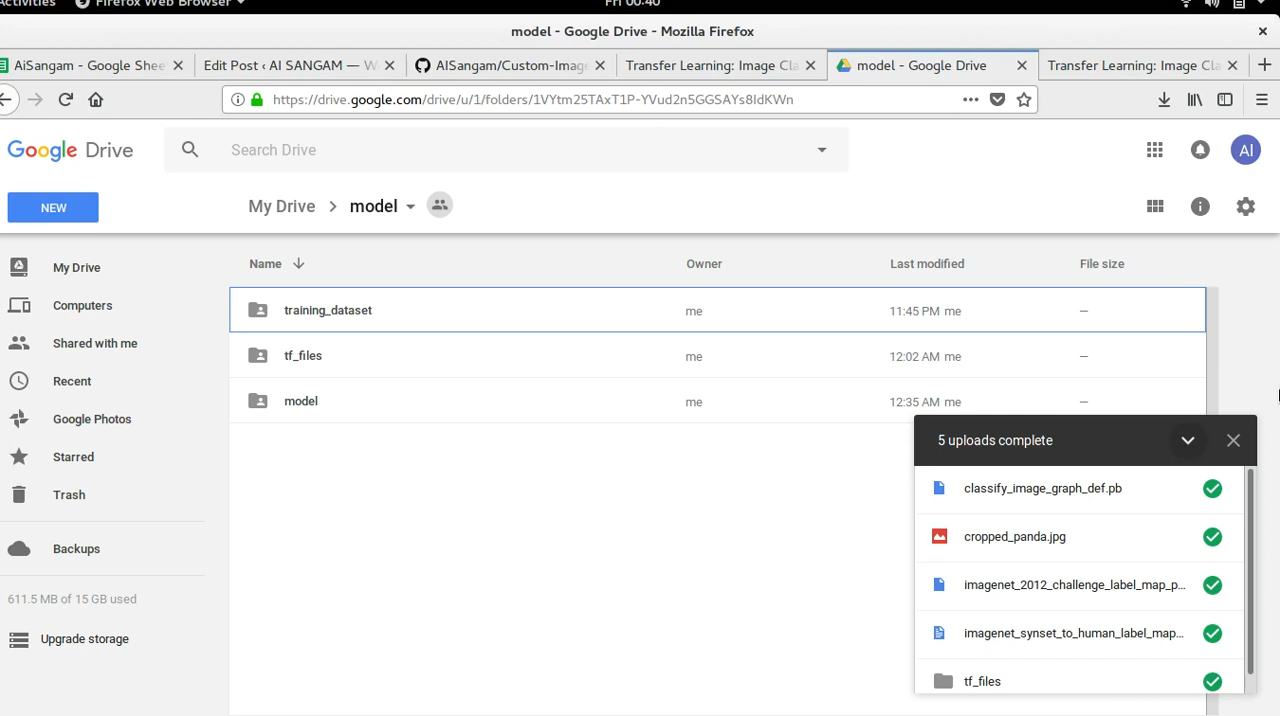 Activities Firefox Web Browser Fri 00:40
model - Google Drive - Mozilla Firefox
AiSangam - Google Shee
Edit Post ‹ AI SANGAM — W
AISangam/Custom-Image
Transfer Learning: Image Cla
model - Google Drive
Transfer Learning: Image Cla
https://drive.google.com/drive/u/1/folders/1VYtm25TAxT1P-YVud2n5GGSAYs8IdKWn
Google Drive
Search Drive
AI
NEW
My Drive
model
Name
Owner
Last modified
File size
My Drive
Computers
Shared with me
Recent
Google Photos
Starred
Trash
Backups
611.5 MB of 15 GB used
Upgrade storage
training_dataset me 11:45 PM me —
tf_files me 12:02 AM me —
model me 12:35 AM me —
5 uploads complete
classify_image_graph_def.pb
cropped_panda.jpg
imagenet_2012_challenge_label_map_p...
imagenet_synset_to_human_label_map...
tf_files